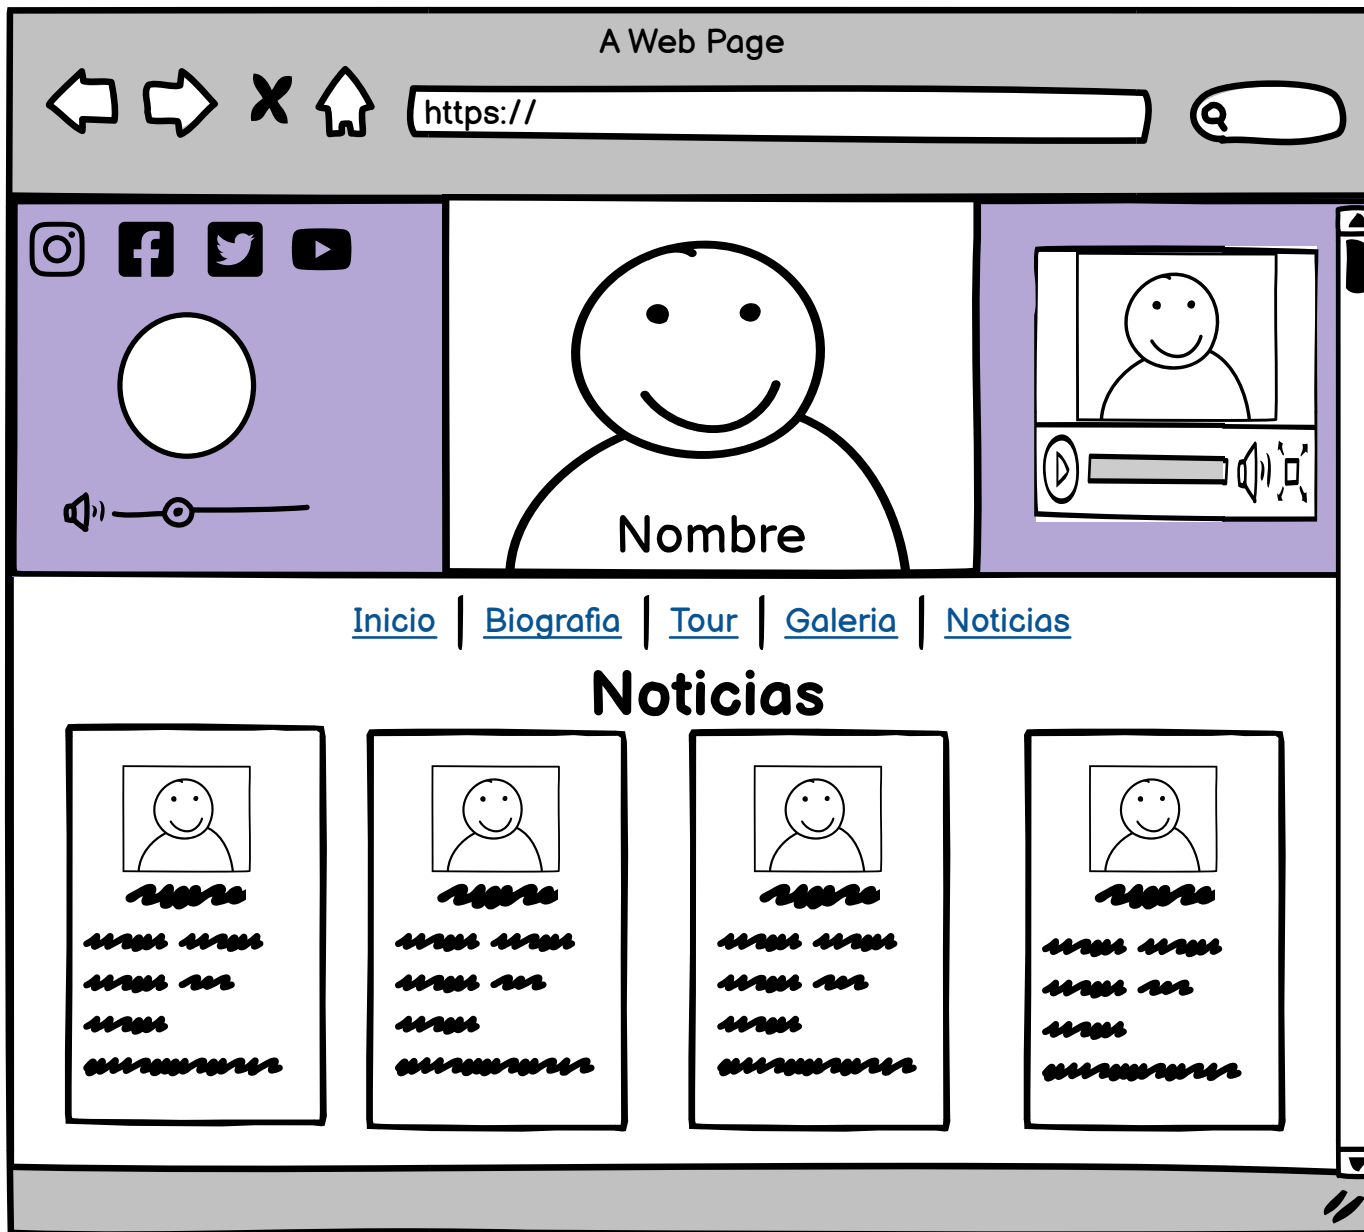 A Web Page
https://
Nombre
Inicio | Biografia | Tour | Galeria | Noticias
Noticias